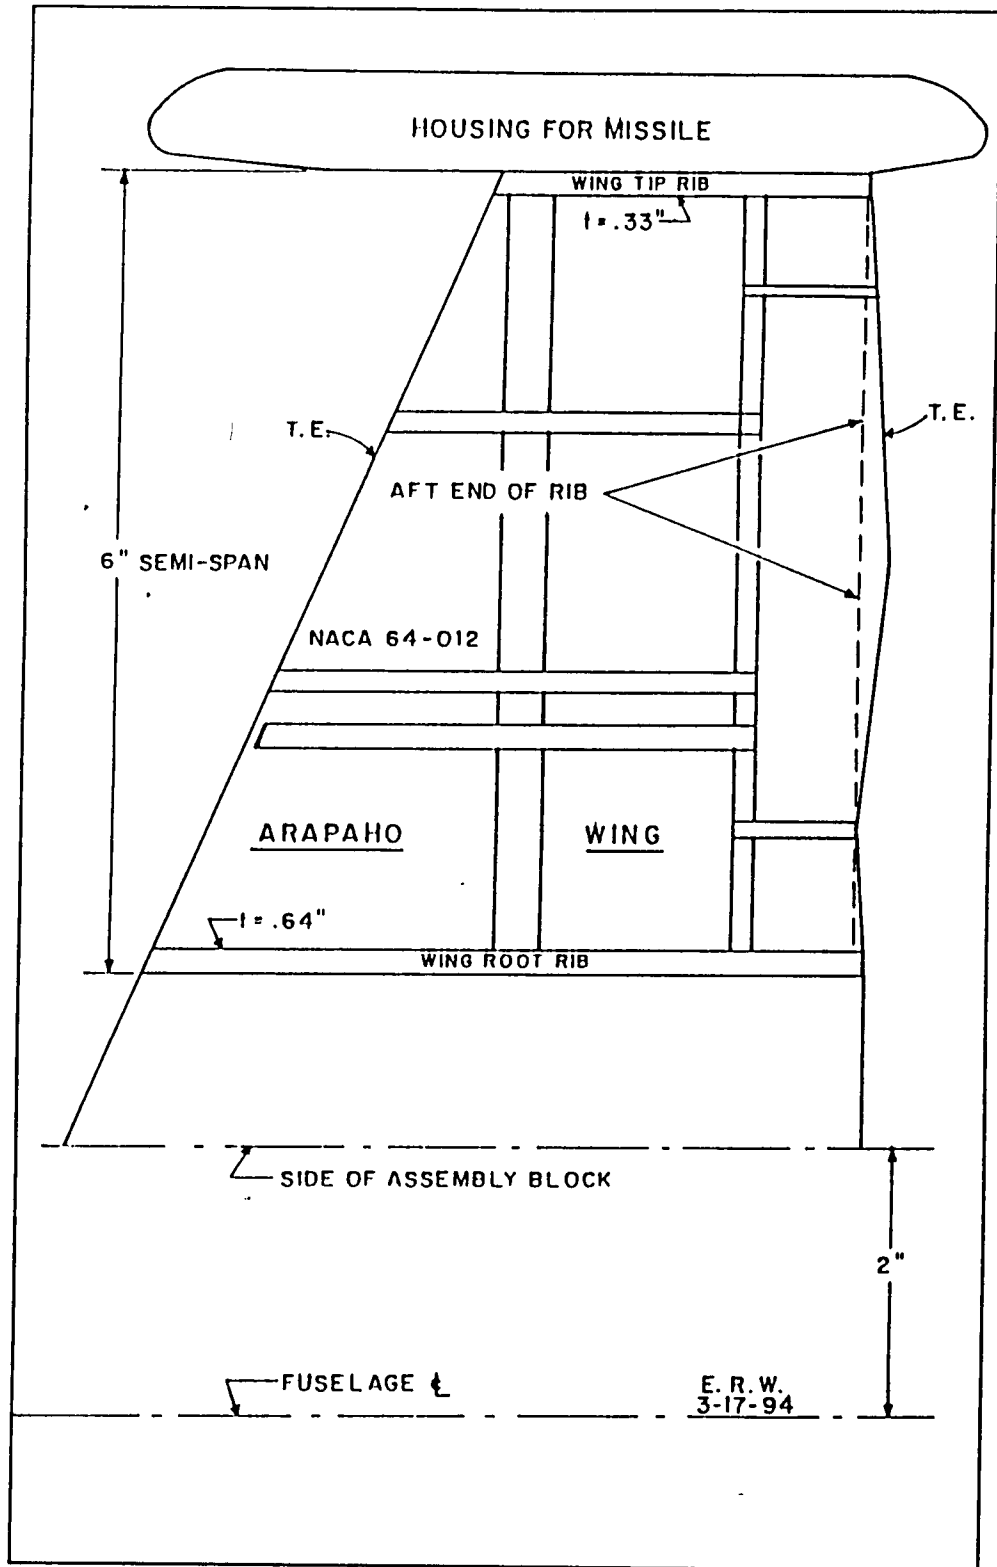 HOUSING FOR MISSILE
WING TIP RIB
t = .33"
T.E.
T.E.
AFT END OF RIB
6" SEMI-SPAN
NACA 64-012
ARAPAHO WING
t = .64"
WING ROOT RIB
SIDE OF ASSEMBLY BLOCK
2"
FUSELAGE ℄
E. R. W.
3-17-94